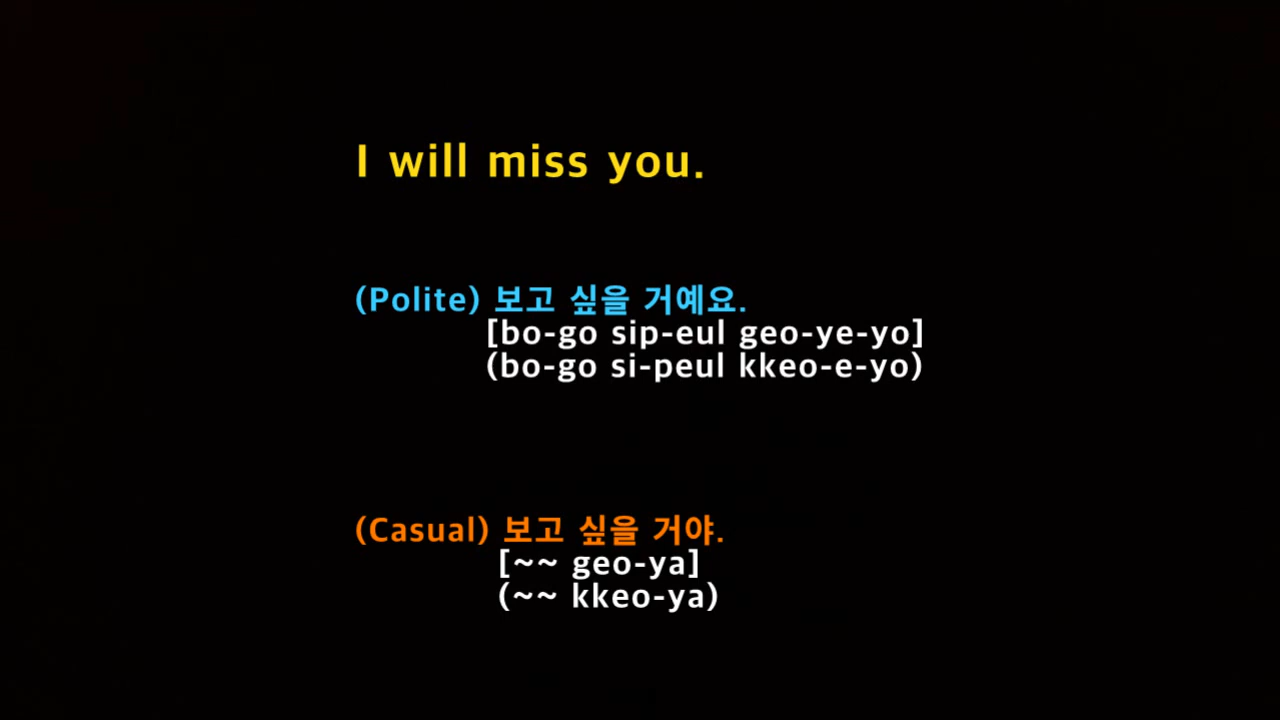 I will miss you.
(Polite) 보고 싶을 거예요.
[bo-go sip-eul geo-ye-yo]
(bo-go si-peul kkeo-e-yo)
(Casual) 보고 싶을 거야.
[~~ geo-ya]
(~~ kkeo-ya)